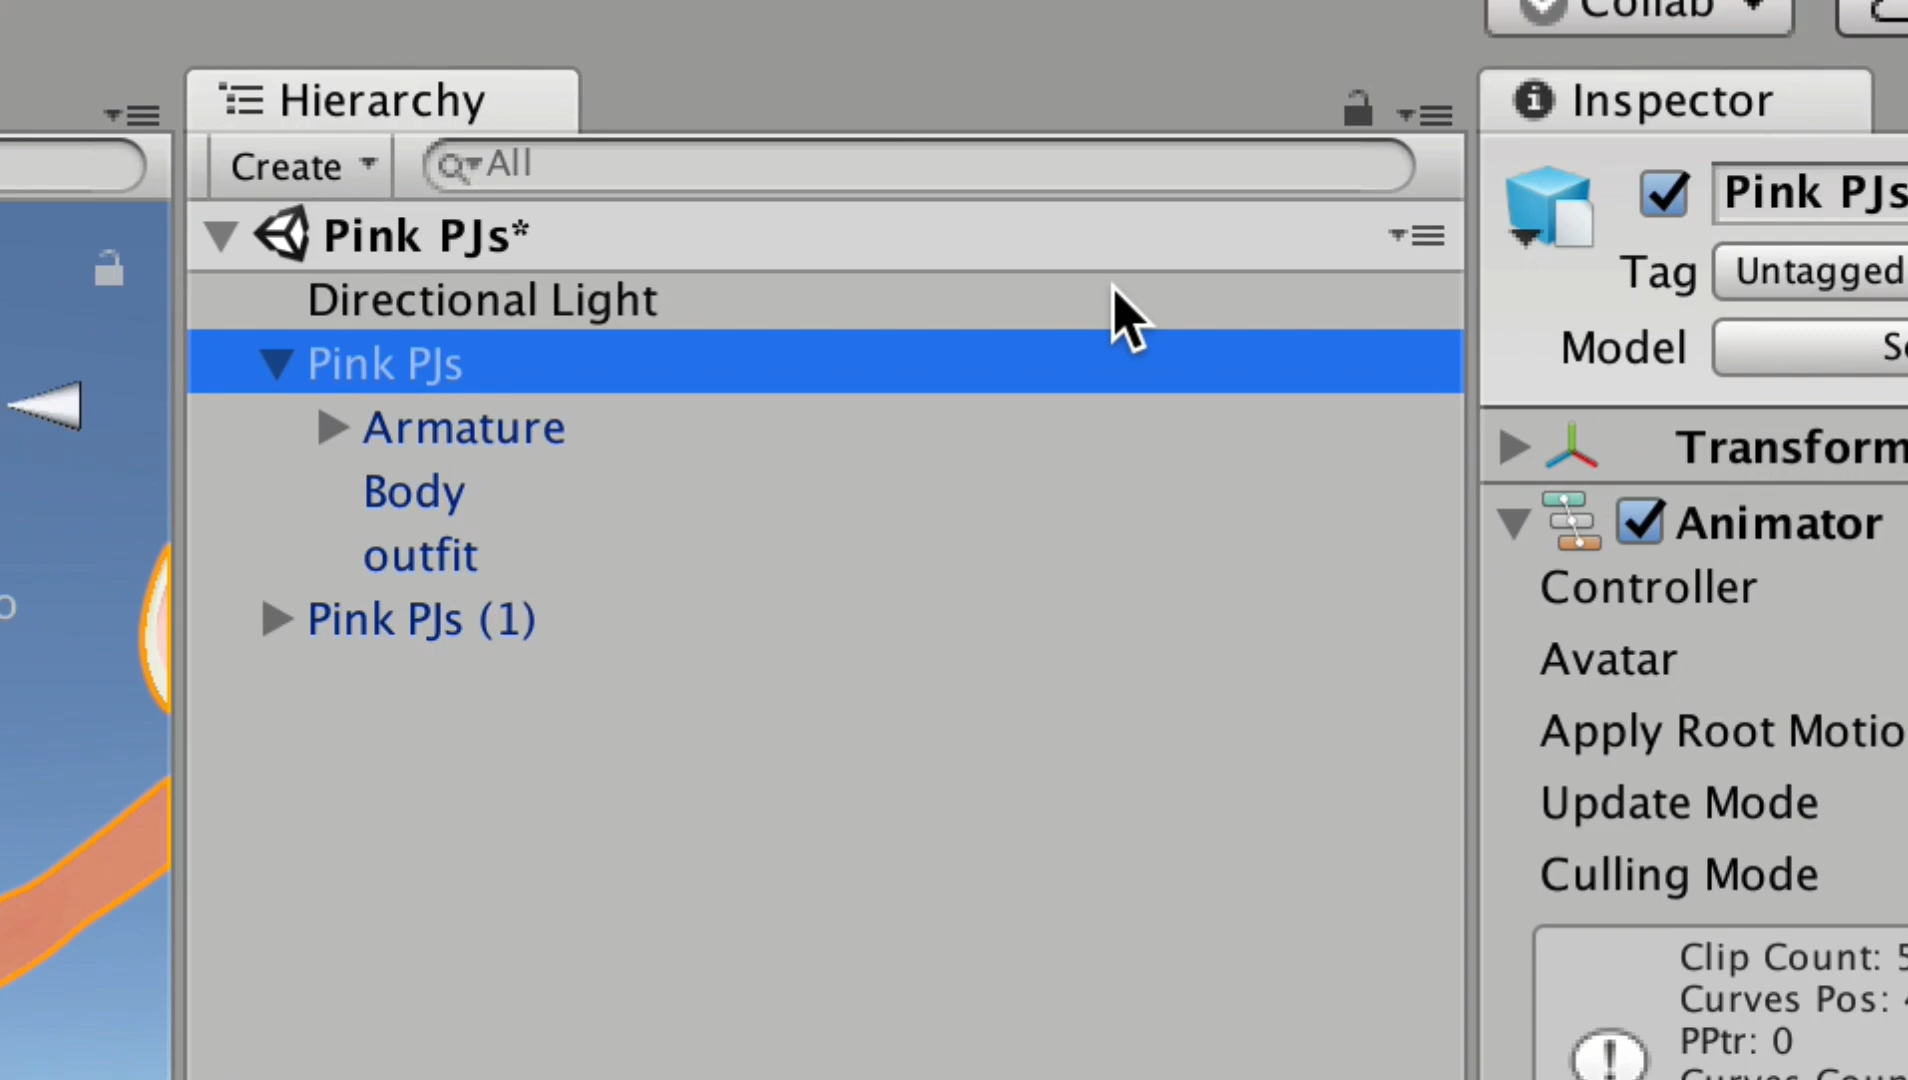 Collab
Hierarchy
Inspector
Create
All
Pink PJs
Pink PJs*
Tag
Untagged
Directional Light
Model
Pink PJs
Armature
Transform
Body
Animator
outfit
Controller
Pink PJs (1)
Avatar
Apply Root Motio
Update Mode
Culling Mode
Clip Count: 5
Curves Pos:
PPtr: 0